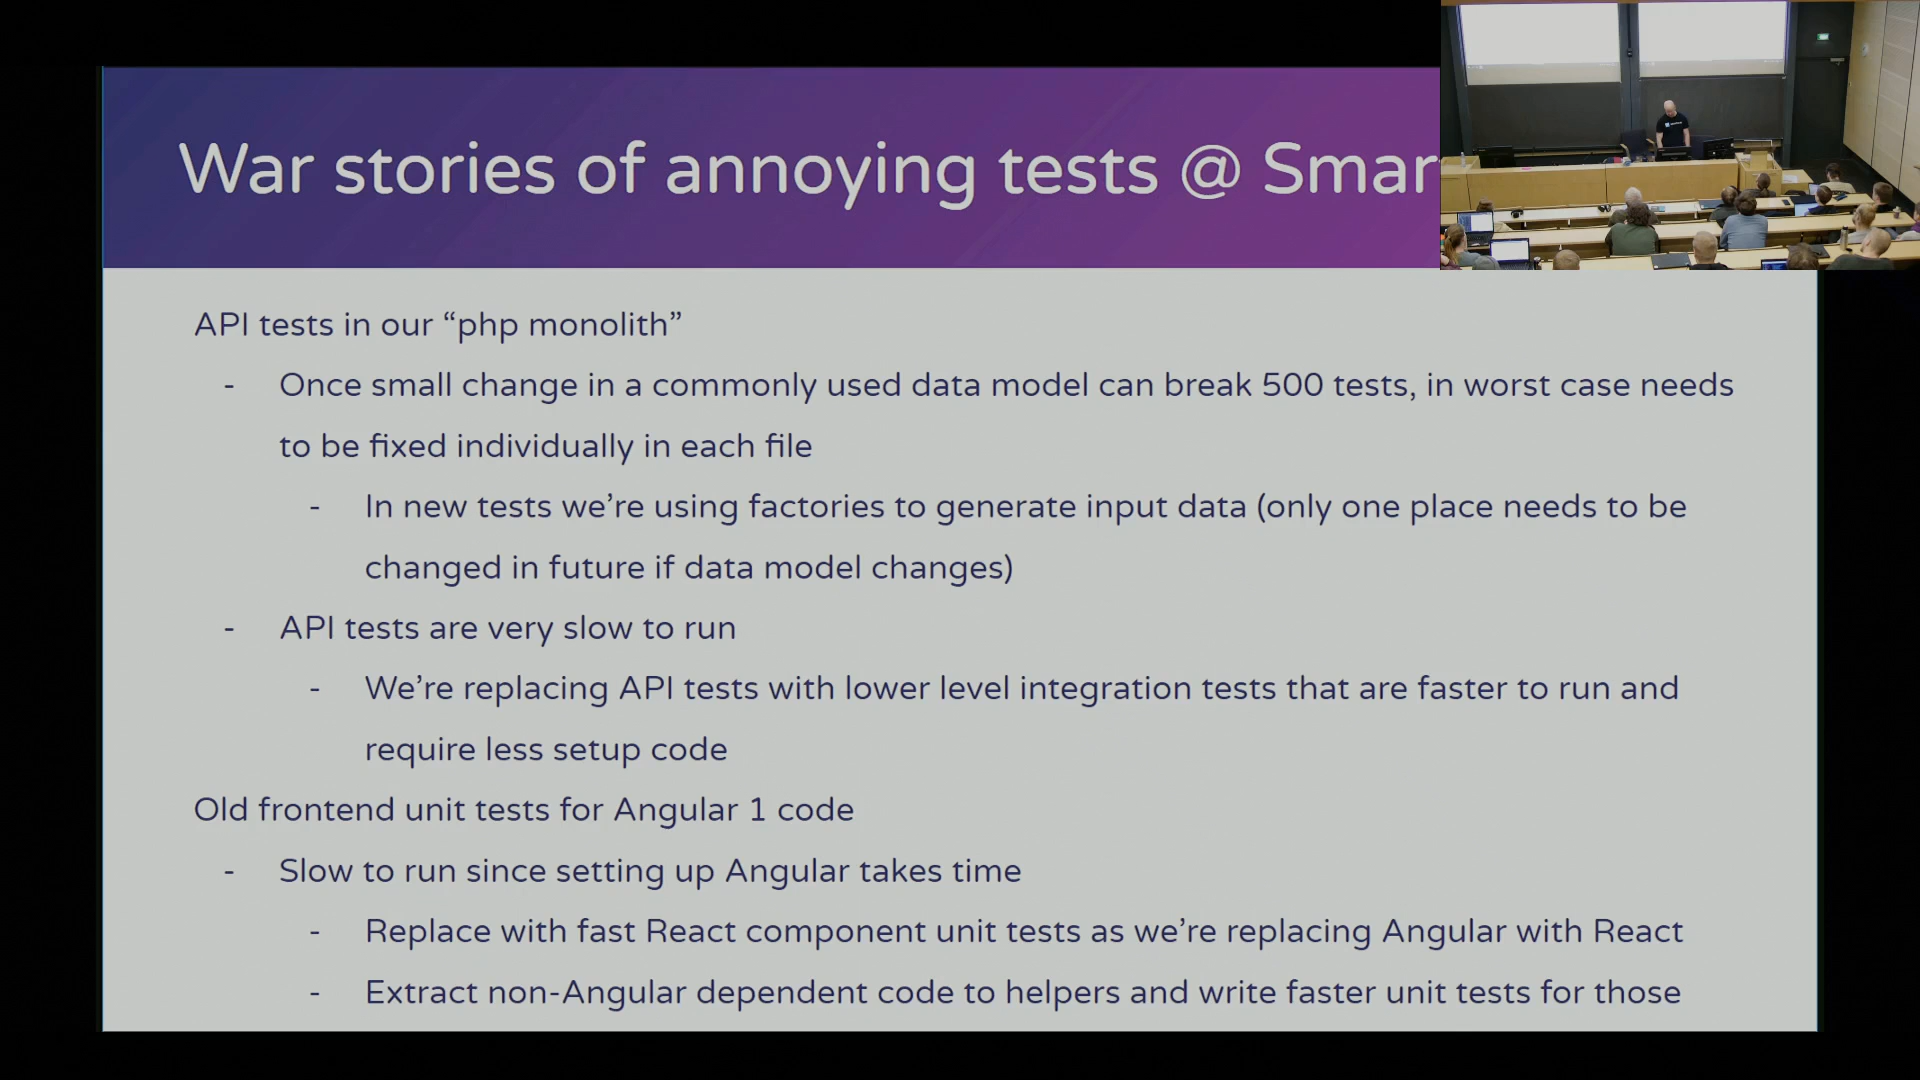 War stories of annoying tests @ Smar
API tests in our “php monolith”
- Once small change in a commonly used data model can break 500 tests, in worst case needs
to be fixed individually in each file
- In new tests we’re using factories to generate input data (only one place needs to be
changed in future if data model changes)
- API tests are very slow to run
- We’re replacing API tests with lower level integration tests that are faster to run and
require less setup code
Old frontend unit tests for Angular 1 code
- Slow to run since setting up Angular takes time
- Replace with fast React component unit tests as we’re replacing Angular with React
- Extract non-Angular dependent code to helpers and write faster unit tests for those